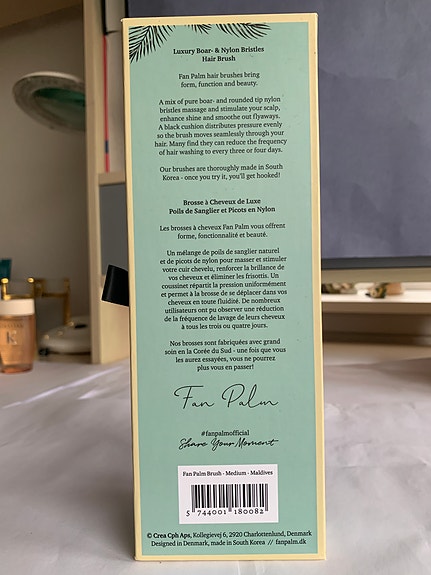 Luxury Boar- & Nylon Bristles
Hair Brush
Fan Palm hair brushes bring
form, function and beauty.
A mix of pure boar- and rounded tip nylon
bristles massage and stimulate your scalp,
enhance shine and smoothe out flyaways.
A black cushion distributes pressure evenly
so the brush moves seamlessly through your
hair. Many find they can reduce the frequency
of hair washing to every three or four days.
Our brushes are thoroughly made in South
Korea - once you try it, you'll get hooked!
Brosse à Cheveux de Luxe
Poils de Sanglier et Picots en Nylon
Les brosses à cheveux Fan Palm vous offrent
forme, fonctionnalité et beauté.
Un mélange de poils de sanglier naturel
et de picots de nylon pour masser et stimuler
votre cuir chevelu, renforcer la brillance de
vos cheveux et éliminer les frisottis. Un
coussinet répartit la pression uniformément
et permet à la brosse de se déplacer dans vos
cheveux en toute fluidité. De nombreux
utilisateurs ont pu observer une réduction
de la fréquence de lavage de leurs cheveux
à tous les trois ou quatre jours.
Nos brosses sont fabriquées avec grand
soin en la Corée du Sud - une fois que vous
les aurez essayées, vous ne pourrez
plus vous en passer!
Fan Palm
#fanpalmofficial
Share Your Moment
Fan Palm Brush - Medium - Maldives
5 744001 180082
© Crea Cph Aps, Kollegievej 6, 2920 Charlottenlund, Denmark
Designed in Denmark, made in South Korea // fanpalm.dk